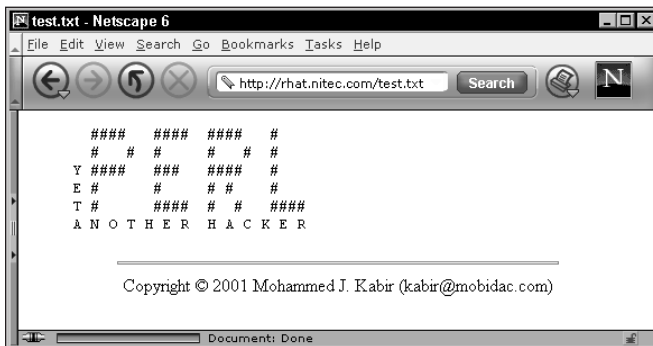 test.txt - Netscape 6
File Edit View Search Go Bookmarks Tasks Help
http://rhat.nitec.com/test.txt Search N
#### #### #### #
# # # # # #
Y #### ### #### #
E # # # # #
T # #### # # ####
A N O T H E R H A C K E R
Copyright © 2001 Mohammed J. Kabir (kabir@mobidac.com)
Document: Done